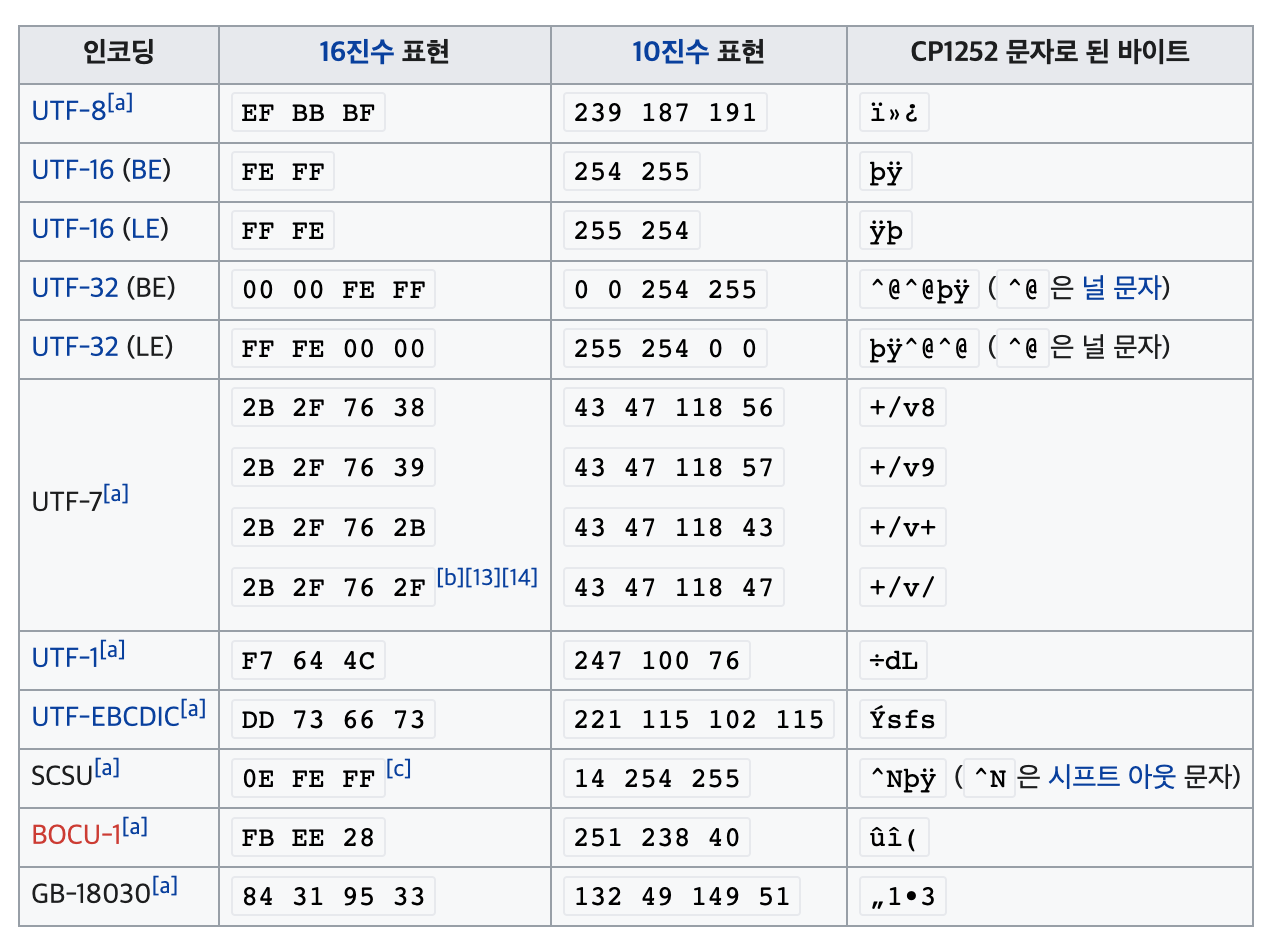 인코딩 16진수 표현 10진수 표현 CP1252 문자로 된 바이트
UTF-8[a] EF BB BF 239 187 191 ï»¿
UTF-16 (BE) FE FF 254 255 þÿ
UTF-16 (LE) FF FE 255 254 ÿþ
UTF-32 (BE) 00 00 FE FF 0 0 254 255 ^@^@þÿ (^@은 널 문자)
UTF-32 (LE) FF FE 00 00 255 254 0 0 þÿ^@^@ (^@은 널 문자)
UTF-7[a]
2B 2F 76 38 43 47 118 56 +/v8
2B 2F 76 39 43 47 118 57 +/v9
2B 2F 76 2B 43 47 118 43 +/v+
2B 2F 76 2F[b][13][14] 43 47 118 47 +/v/
UTF-1[a] F7 64 4C 247 100 76 ÷dL
UTF-EBCDIC[a] DD 73 66 73 221 115 102 115 Ýsfs
SCSU[a] 0E FE FF[c] 14 254 255 ^Nþÿ (^N은 시프트 아웃 문자)
BOCU-1[a] FB EE 28 251 238 40 ûî(
GB-18030[a] 84 31 95 33 132 49 149 51 „1•3